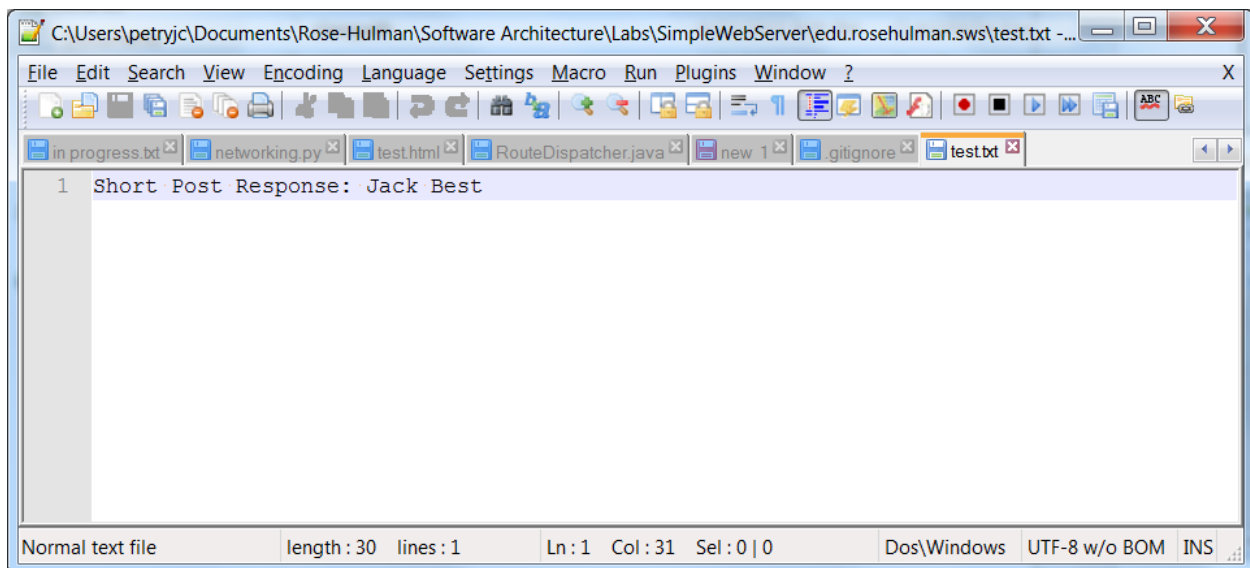 C:\Users\petryjc\Documents\Rose-Hulman\Software Architecture\Labs\SimpleWebServer\edu.rosehulman.sws\test.txt -...
File Edit Search View Encoding Language Settings Macro Run Plugins Window ? X
ABC
in progress.txt networking.py test.html RouteDispatcher.java new 1 .gitignore test.txt
1 Short Post Response: Jack Best
Normal text file length : 30 lines : 1 Ln : 1 Col : 31 Sel : 0 | 0 Dos\Windows UTF-8 w/o BOM INS